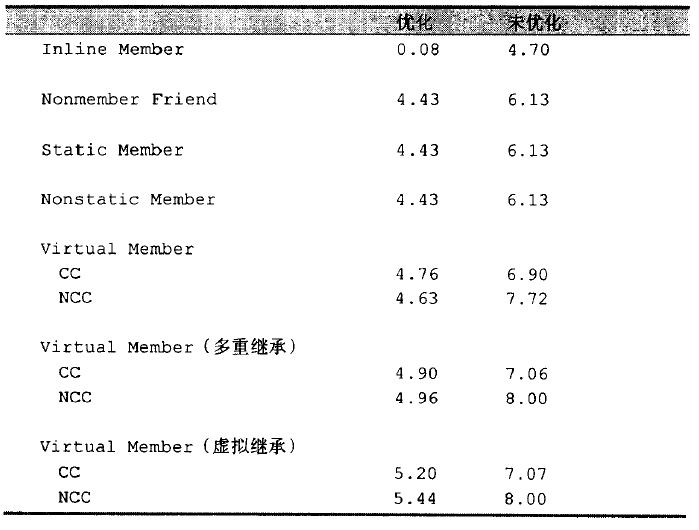 优化 未优化
Inline Member 0.08 4.70
Nonmember Friend 4.43 6.13
Static Member 4.43 6.13
Nonstatic Member 4.43 6.13
Virtual Member
CC 4.76 6.90
NCC 4.63 7.72
Virtual Member（多重继承）
CC 4.90 7.06
NCC 4.96 8.00
Virtual Member（虚拟继承）
CC 5.20 7.07
NCC 5.44 8.00